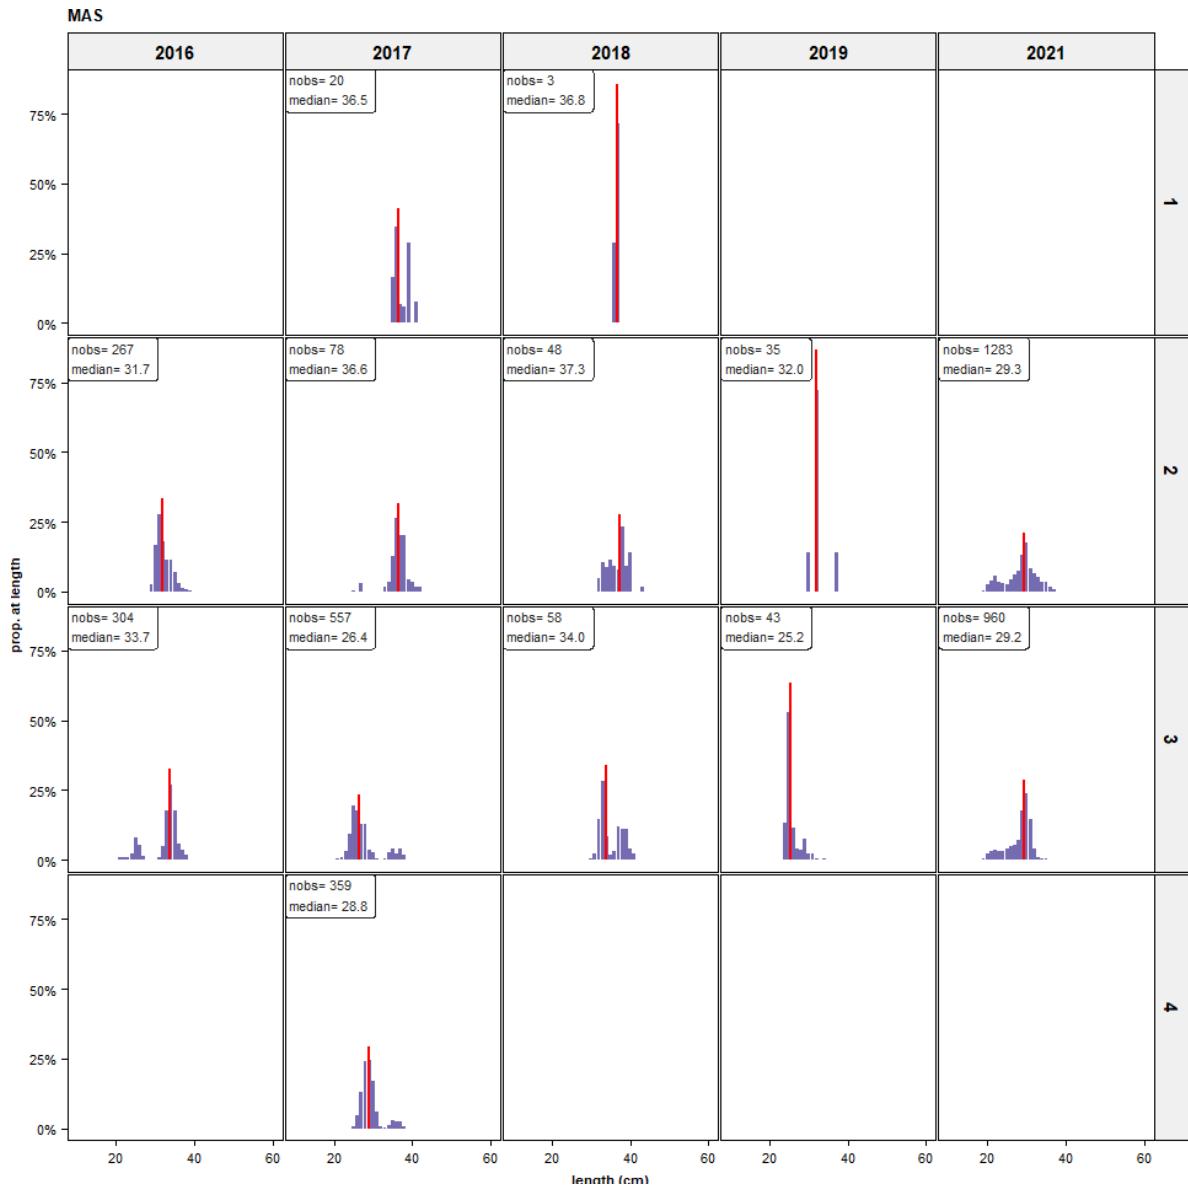 MAS
2016 2017 2018 2019 2021
nobs= 20
median= 36.5
nobs= 3
median= 36.8
75%
50%
25%
0%
1
nobs= 267
median= 31.7
nobs= 78
median= 36.6
nobs= 48
median= 37.3
nobs= 35
median= 32.0
nobs= 1283
median= 29.3
75%
50%
25%
0%
2
prop. at length
nobs= 304
median= 33.7
nobs= 557
median= 26.4
nobs= 58
median= 34.0
nobs= 43
median= 25.2
nobs= 960
median= 29.2
75%
50%
25%
0%
3
nobs= 359
median= 28.8
75%
50%
25%
0%
4
20 40 60 20 40 60 20 40 60 20 40 60 20 40 60
length (cm)